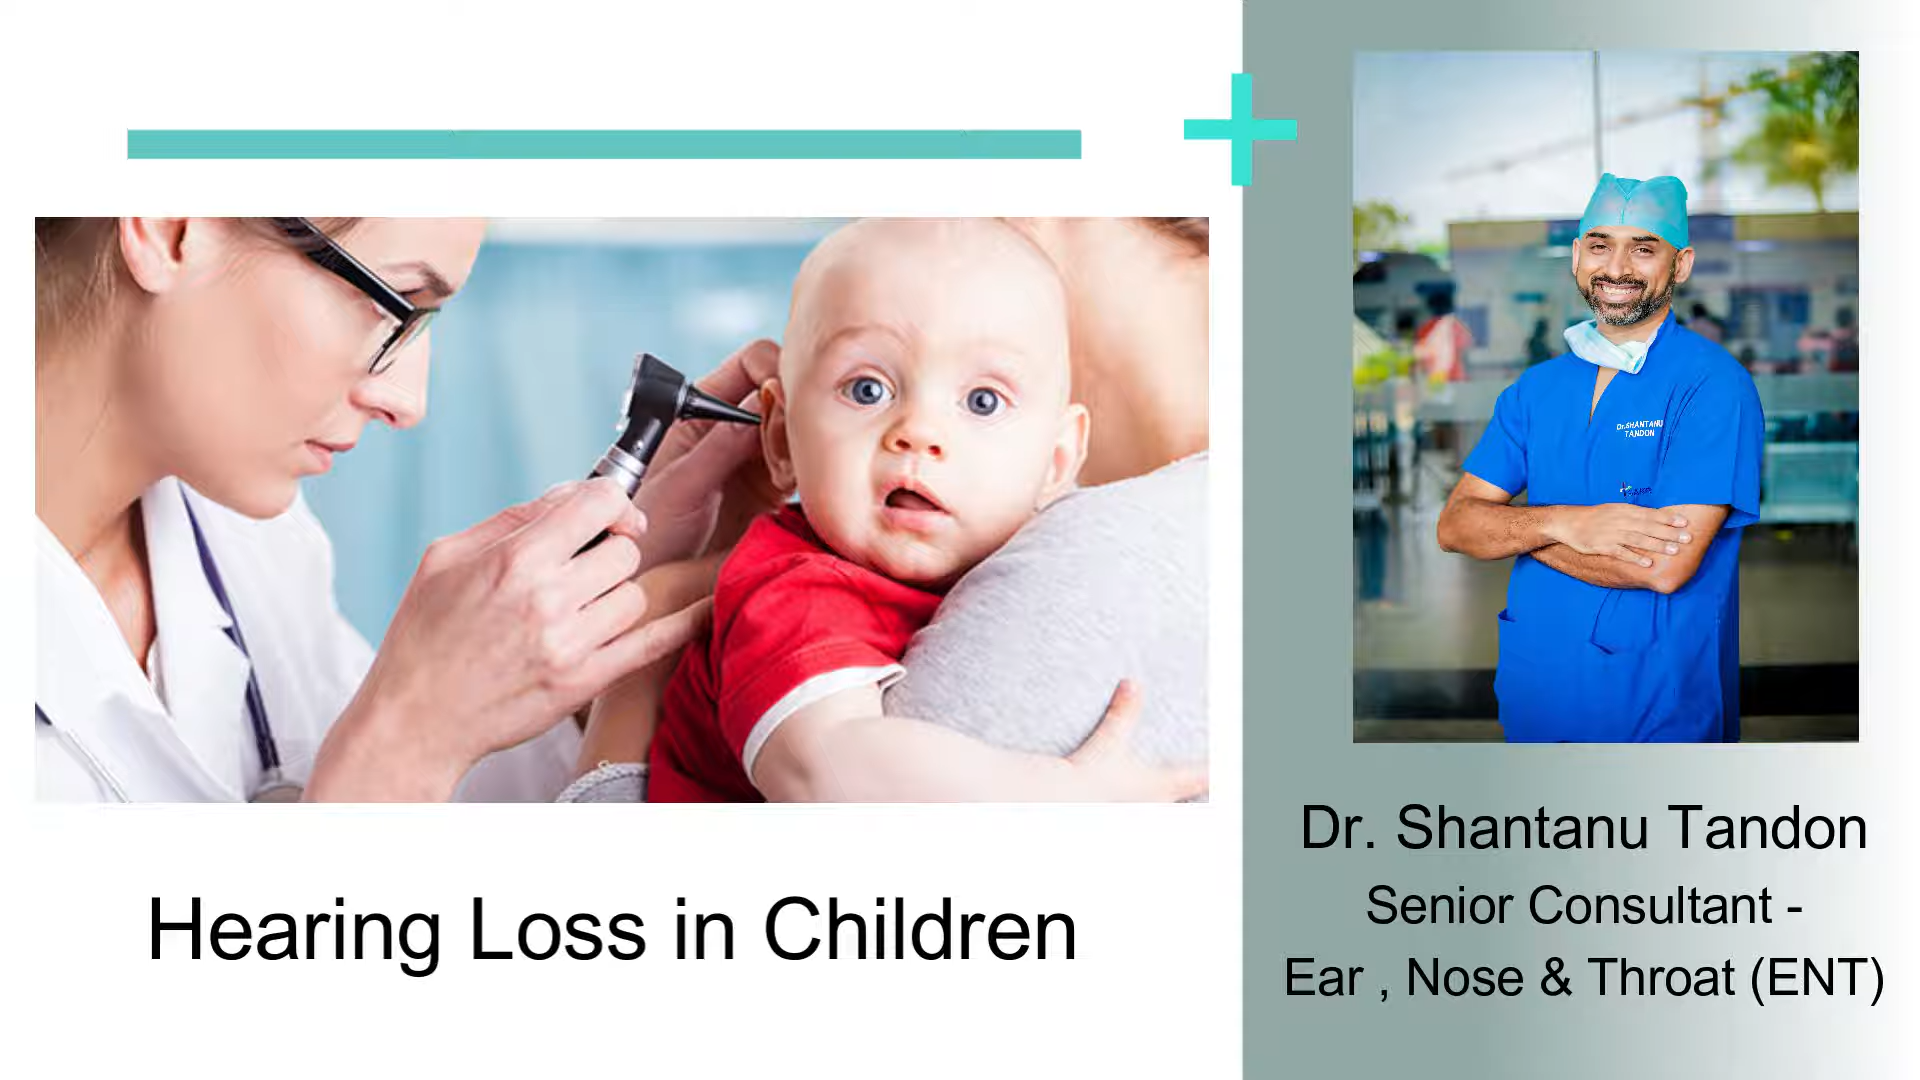 Hearing Loss in Children
Dr.SHANTANU
TANDON
Dr. Shantanu Tandon
Senior Consultant -
Ear , Nose & Throat (ENT)